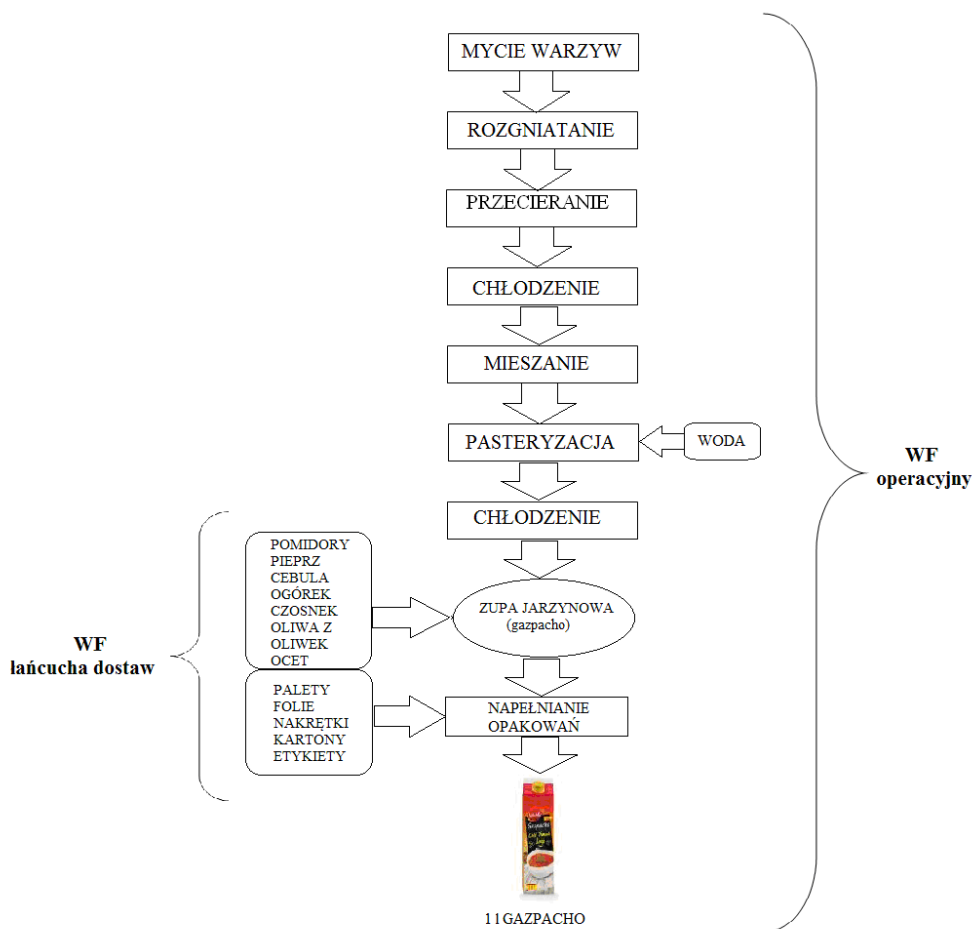 MYCIE WARZYW
ROZGNIATANIE
PRZECIERANIE
CHŁODZENIE
MIESZANIE
PASTERYZACJA
WODA
WF
operacyjny
CHŁODZENIE
POMIDORY
PIEPRZ
CEBULA
OGÓREK
CZOSNEK
OLIWA Z
OLIWEK
OCET
ZUPA JARZYNOWA
(gazpacho)
WF
łańcucha dostaw
PALETY
FOLIE
NAKRĘTKI
KARTONY
ETYKIETY
NAPEŁNIANIE
OPAKOWAŃ
Gazpacho
1 l GAZPACHO